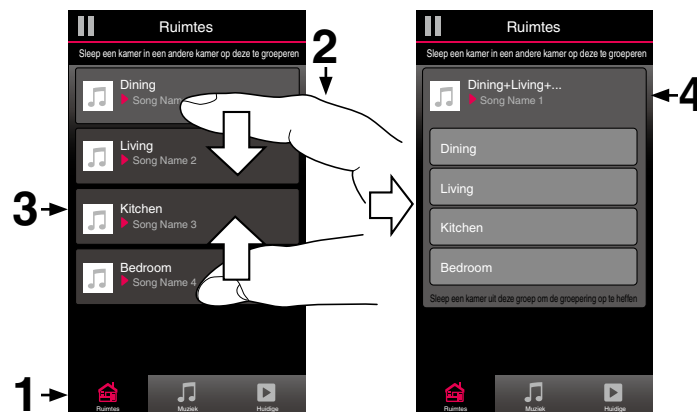 Ruimtes
Sleep een kamer in een andere kamer op deze te groeperen
Dining
Song Nam
Living
Song Name 2
Kitchen
Song Name 3
Bedroom
Song Name 4
Ruimtes
Muziek
Huidige
1
2
3
Ruimtes
Sleep een kamer in een andere kamer op deze te groeperen
Dining+Living+...
Song Name 1
Dining
Living
Kitchen
Bedroom
Sleep een kamer uit deze groep om de groepering op te heffen
Ruimtes
Muziek
Huidige
4